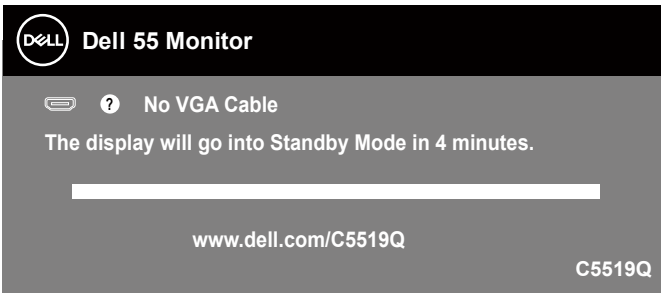 DELL Dell 55 Monitor
? No VGA Cable
The display will go into Standby Mode in 4 minutes.
www.dell.com/C5519Q
C5519Q